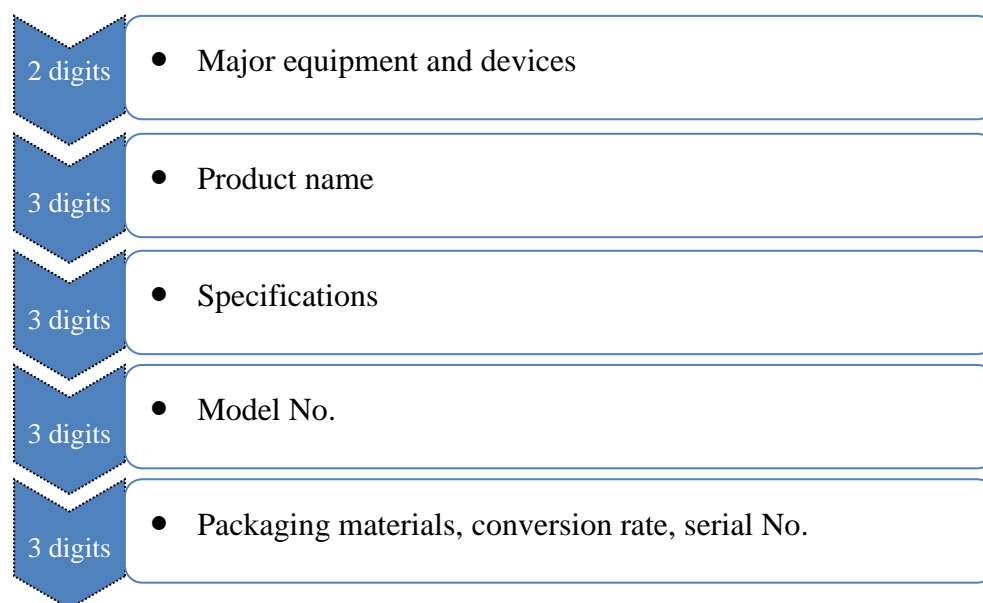 2 digits
• Major equipment and devices
3 digits
• Product name
3 digits
• Specifications
3 digits
• Model No.
3 digits
• Packaging materials, conversion rate, serial No.